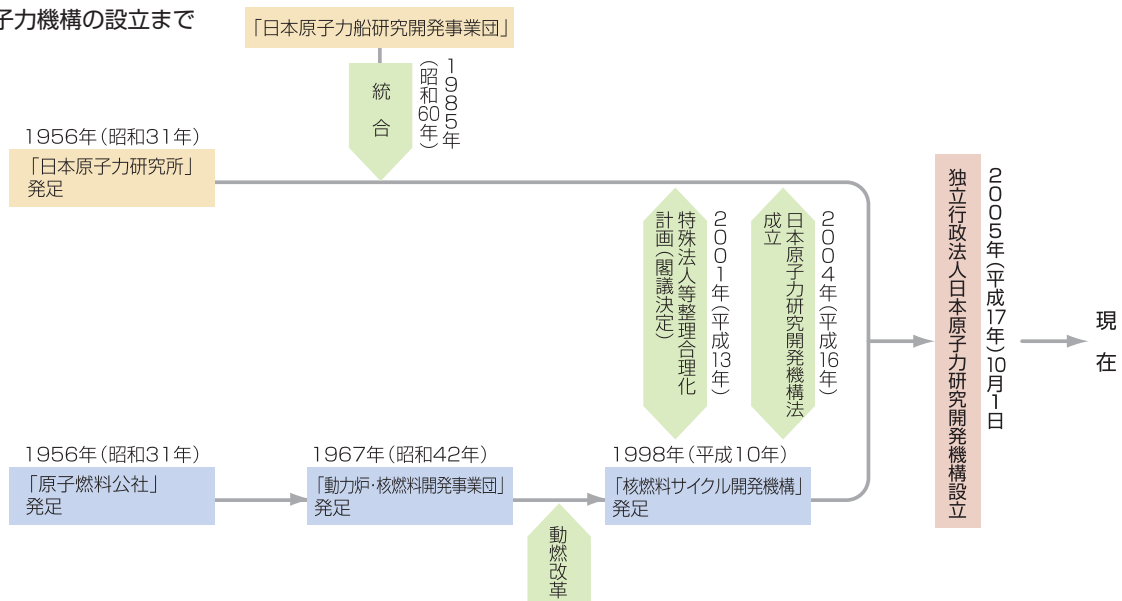 子力機構の設立まで
「日本原子力船研究開発事業団」
統合
1985年
（昭和60年）
1956年（昭和31年）
「日本原子力研究所」
発足
2001年（平成13年）
特殊法人等整理合理化
計画（閣議決定）
2004年（平成16年）
日本原子力研究開発機構法
成立
2005年（平成17年）10月1日
独立行政法人日本原子力研究開発機構設立
現在
1956年（昭和31年）
「原子燃料公社」
発足
1967年（昭和42年）
「動力炉・核燃料開発事業団」
発足
動燃改革
1998年（平成10年）
「核燃料サイクル開発機構」
発足